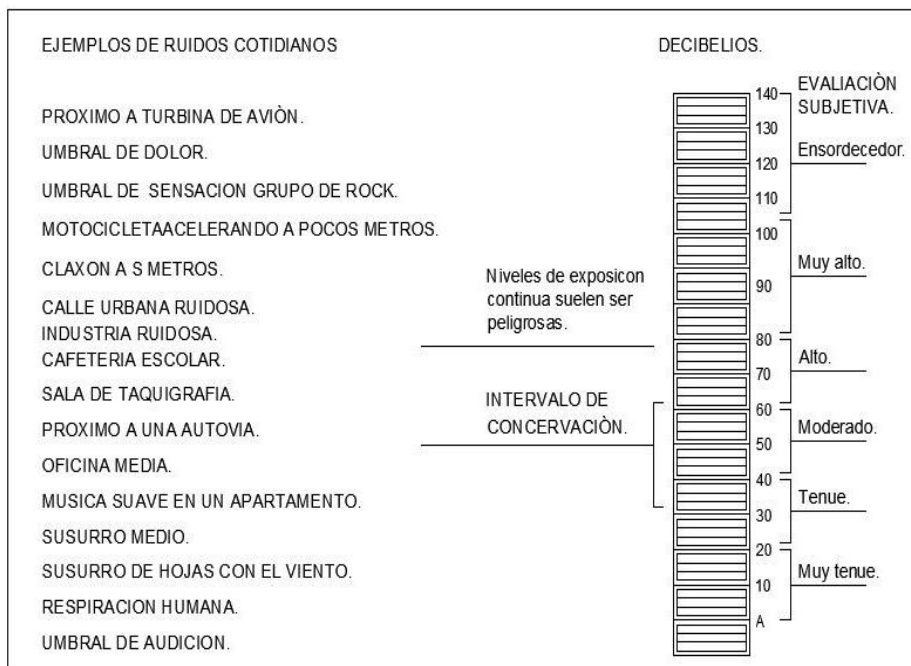 EJEMPLOS DE RUIDOS COTIDIANOS
DECIBELIOS.
PROXIMO A TURBINA DE AVIÒN.
UMBRAL DE DOLOR.
UMBRAL DE SENSACION GRUPO DE ROCK.
MOTOCICLETAACELERANDO A POCOS METROS.
CLAXON A S METROS.
CALLE URBANA RUIDOSA.
INDUSTRIA RUIDOSA.
CAFETERIA ESCOLAR.
SALA DE TAQUIGRAFIA.
PROXIMO A UNA AUTOVIA.
OFICINA MEDIA.
MUSICA SUAVE EN UN APARTAMENTO.
SUSURRO MEDIO.
SUSURRO DE HOJAS CON EL VIENTO.
RESPIRACION HUMANA.
UMBRAL DE AUDICION.
Niveles de exposicon
continua suelen ser
peligrosas.
INTERVALO DE
CONCERVACIÒN.
140
130
120
110
100
90
80
70
60
50
40
30
20
10
A
EVALIACIÒN
SUBJETIVA.
Ensordecedor.
Muy alto.
Alto.
Moderado.
Tenue.
Muy tenue.